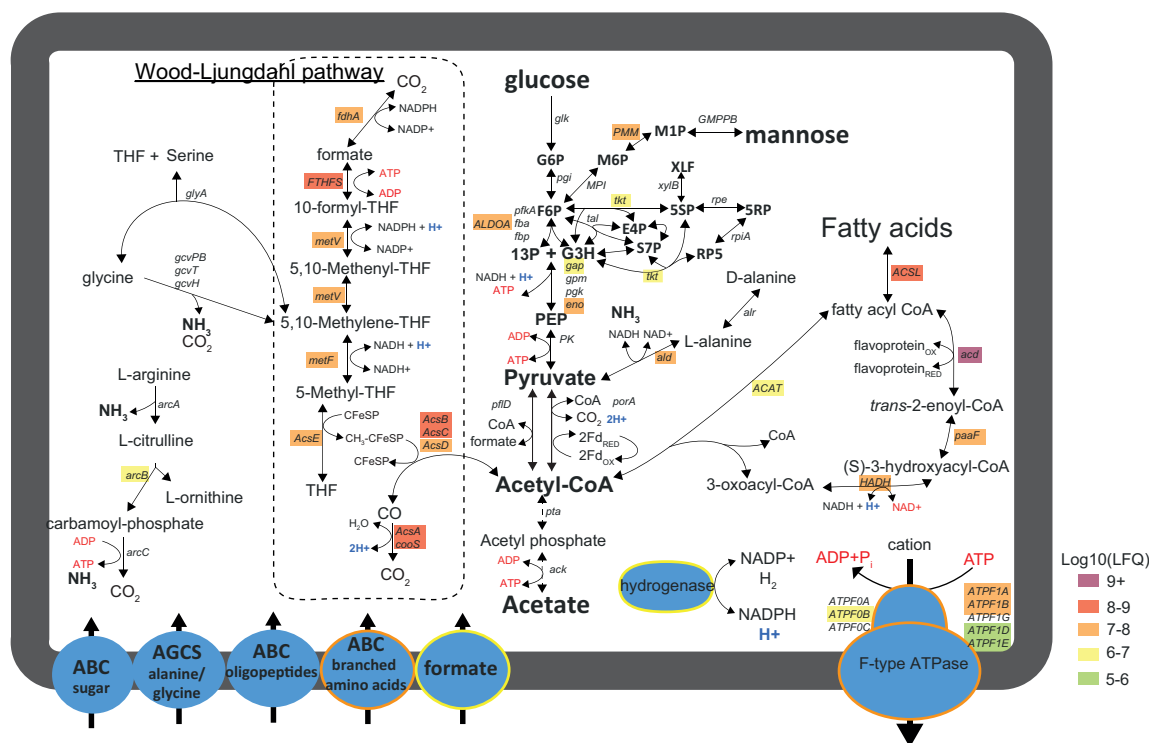 Wood-Ljungdahl pathway
CO2
fdhA
NADPH
NADP+
formate
FTHFS
ATP
ADP
10-formyl-THF
metV
NADPH + H+
NADP+
5,10-Methenyl-THF
metV
5,10-Methylene-THF
metF
NADH + H+
NADH+
5-Methyl-THF
AcsE
CFeSP
CH3-CFeSP
CFeSP
THF
AcsB
AcsC
AcsD
CO
H2O
2H+
AcsA
cooS
CO2
THF + Serine
glyA
glycine
gcvPB
gcvT
gcvH
NH3
CO2
L-arginine
NH3
arcA
L-citrulline
arcB
L-ornithine
carbamoyl-phosphate
ADP
ATP
arcC
NH3
CO2
glucose
glk
G6P
pgi
MPI
M6P
PMM
M1P
GMPPB
mannose
XLF
xylB
ALDOA
pfkA
fba
fbp
F6P
tkt
tal
E4P
5SP
rpe
5RP
rpiA
13P + G3H
S7P
RP5
tkt
gap
gpm
pgk
eno
NADH + H+
ATP
PEP
ADP
ATP
PK
NH3
NADH NAD+
ald
L-alanine
alr
D-alanine
Pyruvate
pflD
CoA
formate
CoA
porA
CO2 2H+
2FdRED
2FdOX
Acetyl-CoA
pta
Acetyl phosphate
ADP
ATP
ack
Acetate
Fatty acids
ACSL
fatty acyl CoA
flavoproteinOX
flavoproteinRED
acd
trans-2-enoyl-CoA
paaF
(S)-3-hydroxyacyl-CoA
HADH
NADH + H+
NAD+
3-oxoacyl-CoA
CoA
ACAT
hydrogenase
NADP+
H2
NADPH
H+
ADP+Pi
cation
ATP
ATPF0A
ATPF0B
ATPF0C
ATPF1A
ATPF1B
ATPF1G
ATPF1D
ATPF1E
F-type ATPase
Log10(LFQ)
9+
8-9
7-8
6-7
5-6
ABC
sugar
AGCS
alanine/
glycine
ABC
oligopeptides
ABC
branched
amino acids
formate